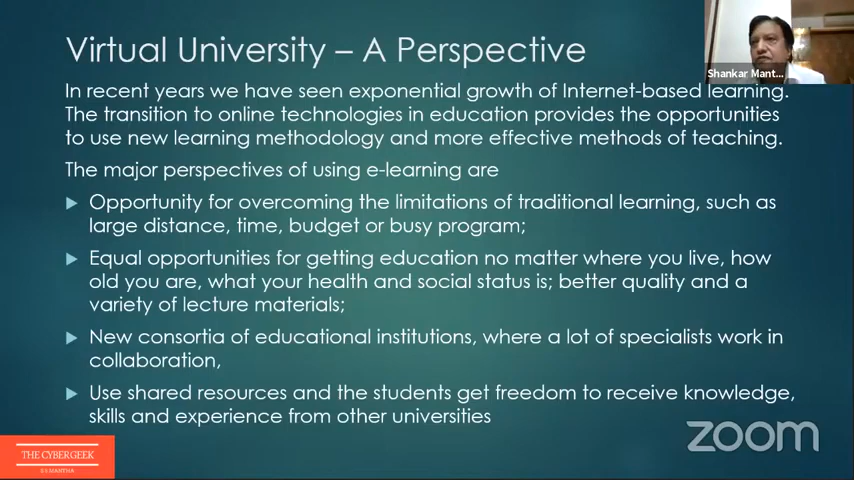 Virtual University – A Perspective
Shankar Mant...
In recent years we have seen exponential growth of Internet-based learning.
The transition to online technologies in education provides the opportunities
to use new learning methodology and more effective methods of teaching.
The major perspectives of using e-learning are
Opportunity for overcoming the limitations of traditional learning, such as
large distance, time, budget or busy program;
Equal opportunities for getting education no matter where you live, how
old you are, what your health and social status is; better quality and a
variety of lecture materials;
New consortia of educational institutions, where a lot of specialists work in
collaboration,
Use shared resources and the students get freedom to receive knowledge,
skills and experience from other universities
THE CYBERGEEK
SS MANTHA
zoom